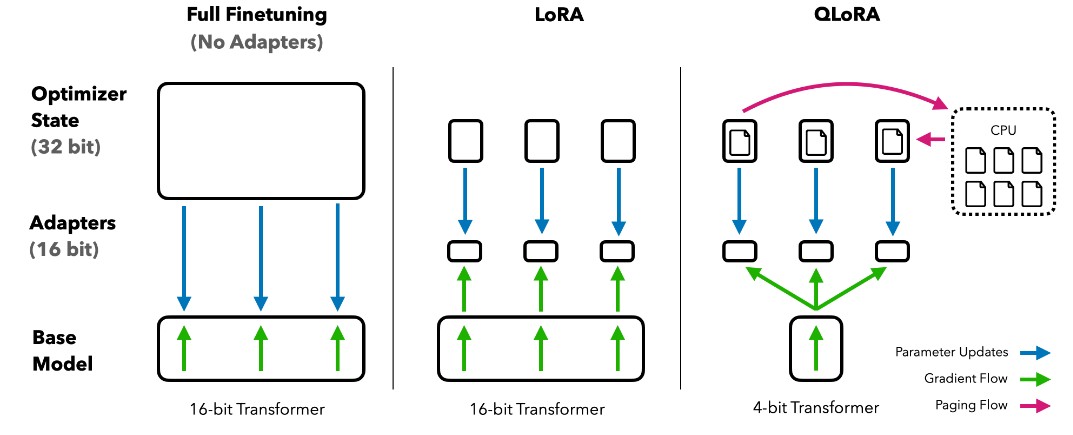 Full Finetuning
(No Adapters)
LoRA
QLoRA
Optimizer
State
(32 bit)
CPU
Adapters
(16 bit)
Base
Model
Parameter Updates
Gradient Flow
Paging Flow
16-bit Transformer
16-bit Transformer
4-bit Transformer